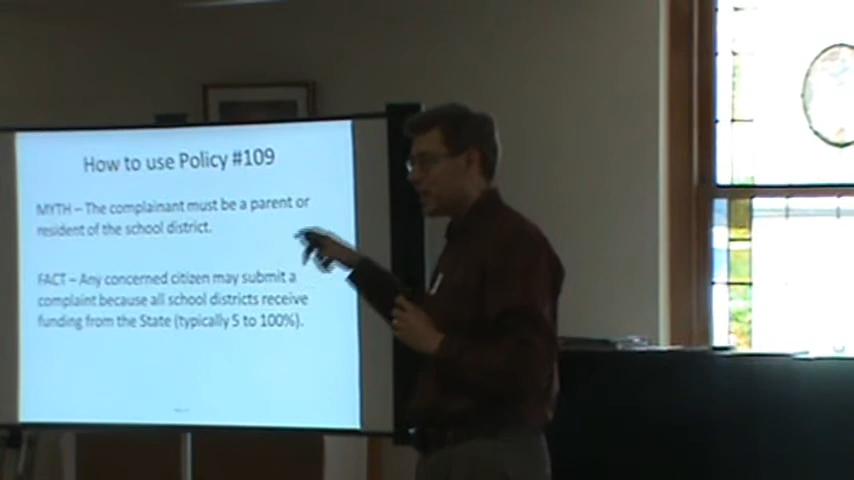 How to use Policy #109
MYTH – The complainant must be a parent or
resident of the school district.
FACT – Any concerned citizen may submit a
complaint because all school districts receive
funding from the State (typically 5 to 100%).